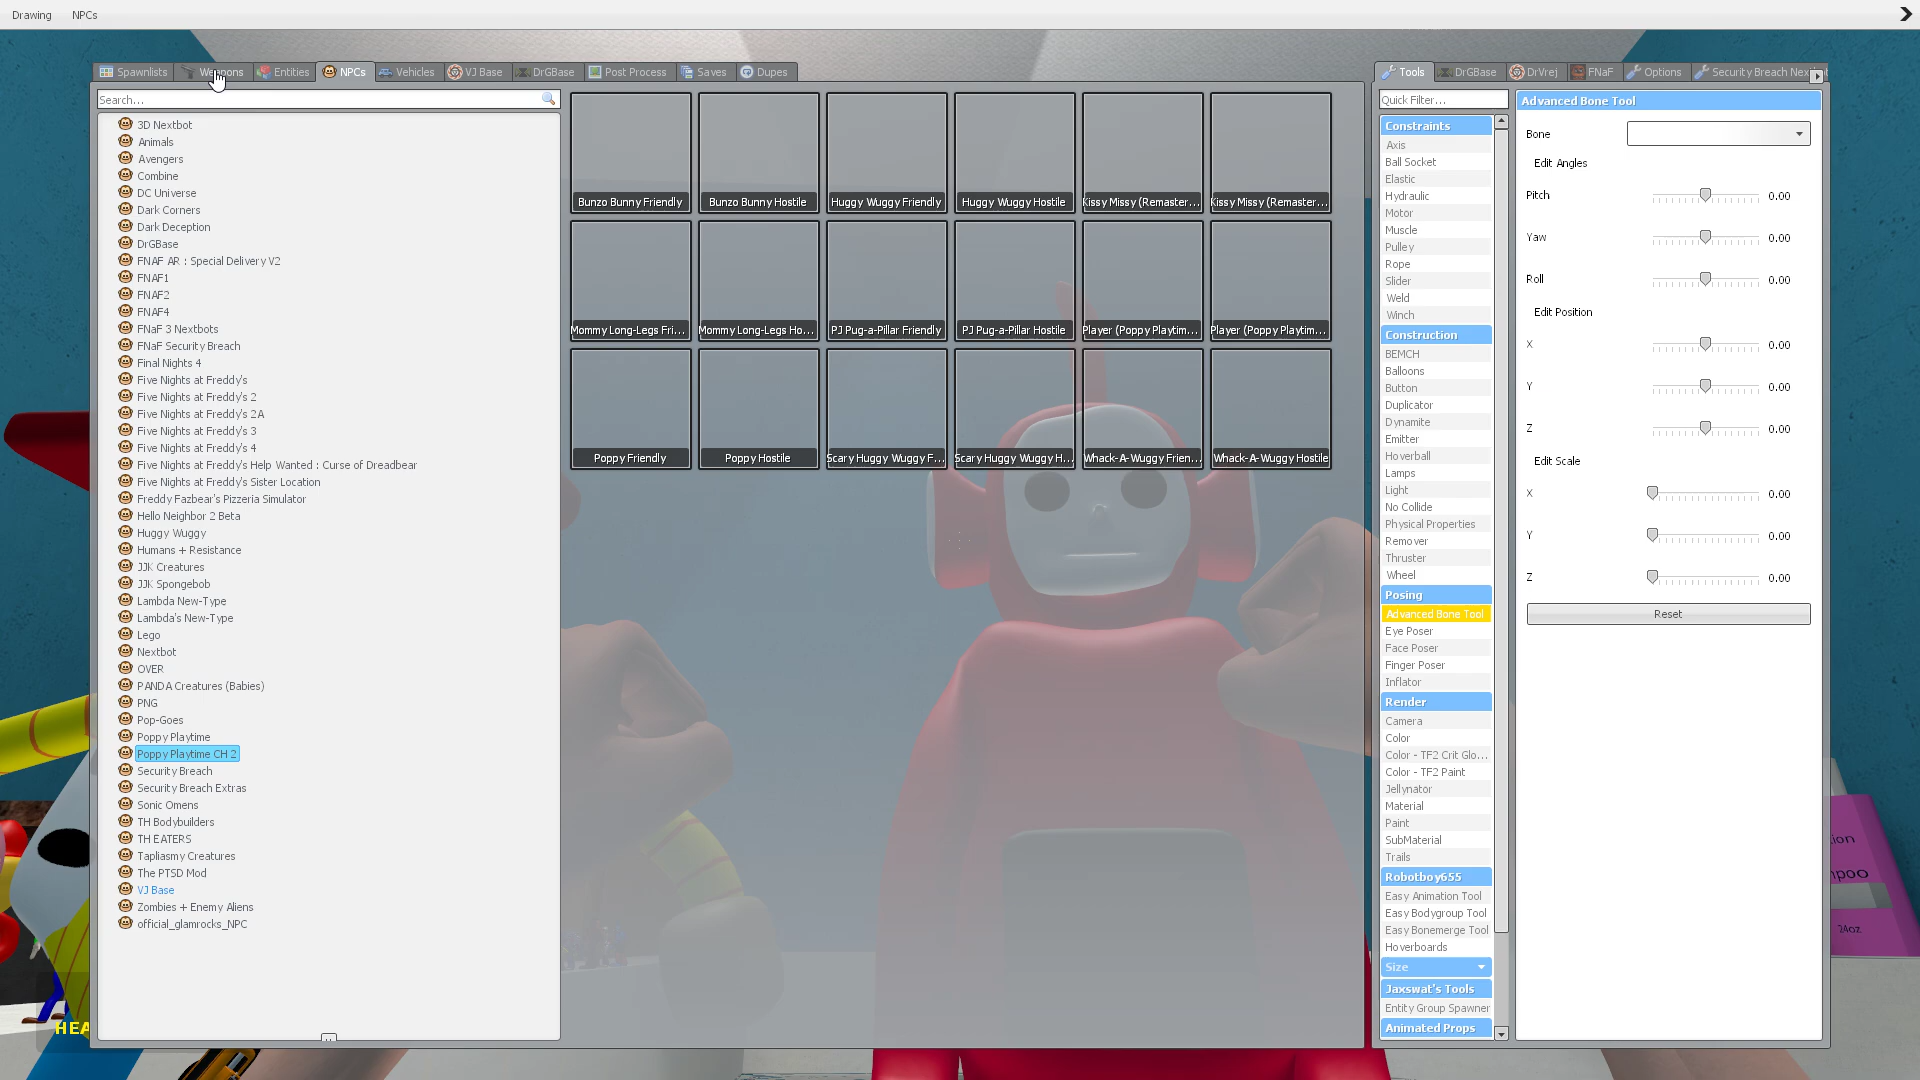 Drawing NPCs
Spawnlists Weapons Entities NPCs Vehicles VJ Base DrGBase Post Process Saves Dupes
Search...
3D Nextbot
Animals
Avengers
Combine
DC Universe
Dark Corners
Dark Deception
DrGBase
FNAF AR : Special Delivery V2
FNAF1
FNAF2
FNAF4
FNaF 3 Nextbots
FNaF Security Breach
Final Nights 4
Five Nights at Freddy's
Five Nights at Freddy's 2
Five Nights at Freddy's 2A
Five Nights at Freddy's 3
Five Nights at Freddy's 4
Five Nights at Freddy's Help Wanted : Curse of Dreadbear
Five Nights at Freddy's Sister Location
Freddy Fazbear's Pizzeria Simulator
Hello Neighbor 2 Beta
Huggy Wuggy
Humans + Resistance
JJK Creatures
JJK Spongebob
Lambda New-Type
Lambda's New-Type
Lego
Nextbot
OVER
PANDA Creatures (Babies)
PNG
Pop-Goes
Poppy Playtime
Poppy Playtime CH 2
Security Breach
Security Breach Extras
Sonic Omens
TH Bodybuilders
TH EATERS
Tapliasmy Creatures
The PTSD Mod
VJ Base
Zombies + Enemy Aliens
official_glamrocks_NPC
Bunzo Bunny Friendly
Bunzo Bunny Hostile
Huggy Wuggy Friendly
Huggy Wuggy Hostile
Kissy Missy (Remaster...
Kissy Missy (Remaster...
Mommy Long-Legs Fri...
Mommy Long-Legs Ho...
PJ Pug-a-Pillar Friendly
PJ Pug-a-Pillar Hostile
Player (Poppy Playtim...
Player (Poppy Playtim...
Poppy Friendly
Poppy Hostile
Scary Huggy Wuggy F...
Scary Huggy Wuggy H...
Whack-A-Wuggy Frien...
Whack-A-Wuggy Hostile
Tools DrGBase DrVrej FNaF Options Security Breach
Quick Filter...
Constraints
Axis
Ball Socket
Elastic
Hydraulic
Motor
Muscle
Pulley
Rope
Slider
Weld
Winch
Construction
BEMCH
Balloons
Button
Duplicator
Dynamite
Emitter
Hoverball
Lamps
Light
No Collide
Physical Properties
Remover
Thruster
Wheel
Posing
Advanced Bone Tool
Eye Poser
Face Poser
Finger Poser
Inflator
Render
Camera
Color
Color - TF2 Crit Glo...
Color - TF2 Paint
Jellynator
Material
Paint
SubMaterial
Trails
Robotboy655
Easy Animation Tool
Easy Bodygroup Tool
Easy Bonemerge Tool
Hoverboards
Size
Jaxswat's Tools
Entity Group Spawner
Animated Props
Advanced Bone Tool
Bone
Edit Angles
Pitch 0.00
Yaw 0.00
Roll 0.00
Edit Position
X 0.00
Y 0.00
Z 0.00
Edit Scale
X 0.00
Y 0.00
Z 0.00
Reset
HEA
24oz